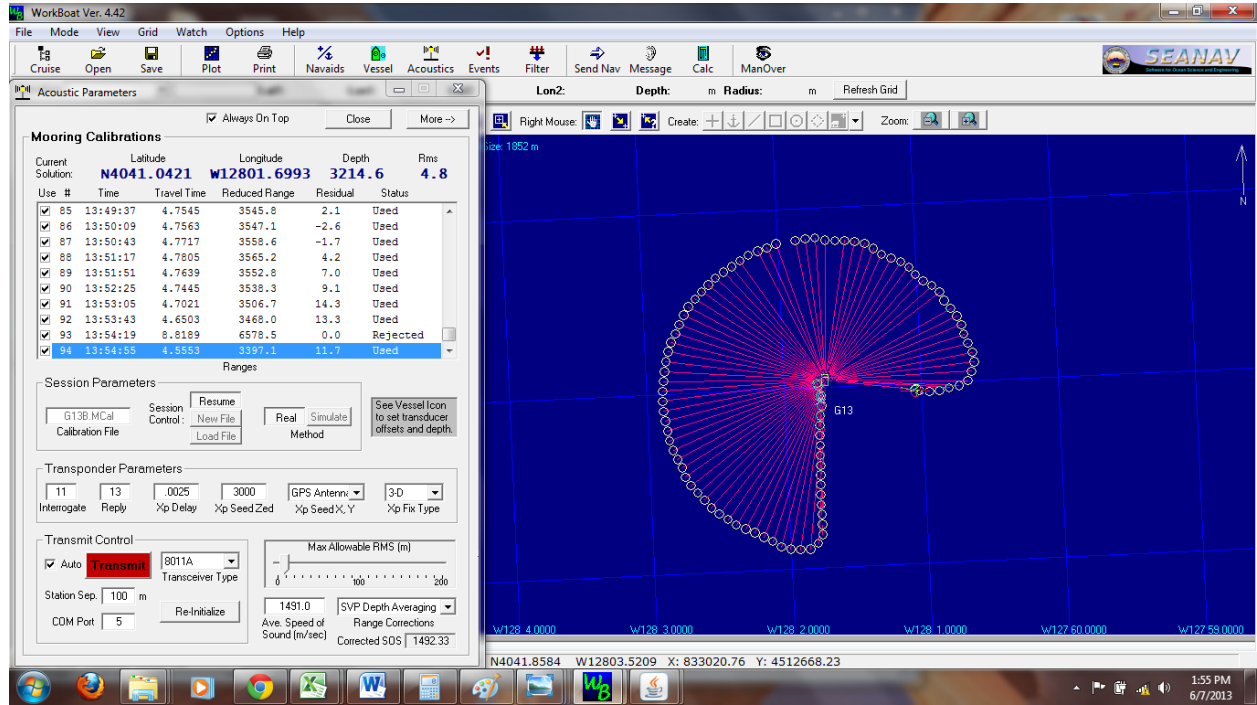 WorkBoat Ver. 4.42
File Mode View Grid Watch Options Help
Cruise Open Save Plot Print Navaids Vessel Acoustics Events Filter Send Nav Message Calc ManOver
SEANAV
Software for Ocean Science and Engineering
Acoustic Parameters
Lon2: Depth: m Radius: m Refresh Grid
Always On Top Close More -->
Right Mouse: Create: Zoom:
Mooring Calibrations
Size: 1852 m
Latitude Longitude Depth Rms
Current Solution: N4041.0421 W12801.6993 3214.6 4.8
Use # Time Travel Time Reduced Range Residual Status
85 13:49:37 4.7545 3545.8 2.1 Used
86 13:50:09 4.7563 3547.1 -2.6 Used
87 13:50:43 4.7717 3558.6 -1.7 Used
88 13:51:17 4.7805 3565.2 4.2 Used
89 13:51:51 4.7639 3552.8 7.0 Used
90 13:52:25 4.7445 3538.3 9.1 Used
91 13:53:05 4.7021 3506.7 14.3 Used
92 13:53:43 4.6503 3468.0 13.3 Used
93 13:54:19 8.8189 6578.5 0.0 Rejected
94 13:54:55 4.5553 3397.1 11.7 Used
Ranges
N
G13
Session Parameters
G13B.MCal
Calibration File
Session Control:
Resume
New File
Load File
Real Simulate
Method
See Vessel Icon
to set transducer
offsets and depth.
Transponder Parameters
11 13 .0025 3000 GPS Antenna 3-D
Interrogate Reply Xp Delay Xp Seed Zed Xp Seed X, Y Xp Fix Type
Transmit Control
Auto Transmit 8011A
Transceiver Type
Station Sep. 100 m
COM Port 5
Re-Initialize
Max Allowable RMS (m)
0 100 200
1491.0 SVP Depth Averaging
Ave. Speed of
Sound (m/sec)
Range Corrections
Corrected SOS 1492.33
W128 4.0000 W128 3.0000 W128 2.0000 W128 1.0000 W127 60.0000 W127 59.0000
N4041.8584 W12803.5209 X: 833020.76 Y: 4512668.23
1:55 PM
6/7/2013